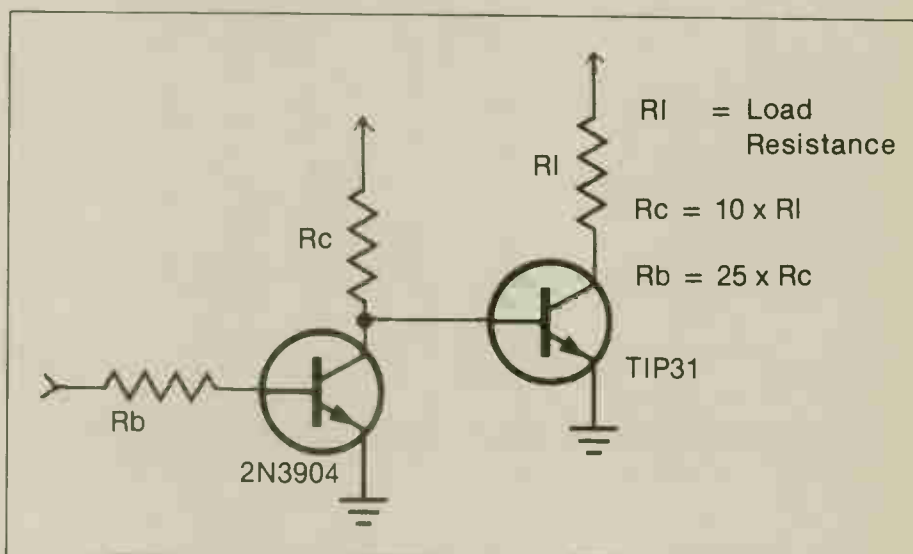 Rl = Load
Resistance
Rl
Rc = 10 x Rl
Rc
Rb = 25 x Rc
TIP31
Rb
2N3904